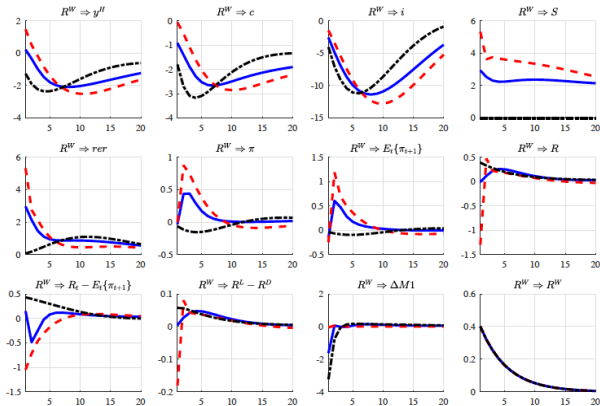 R^W ⇒ y^H R^W ⇒ c R^W ⇒ i R^W ⇒ S
2 0 -2 -4 5 10 15 20
0 -1 -2 -3 -4 5 10 15 20
0 -5 -10 -15 5 10 15 20
6 4 2 0 5 10 15 20
R^W ⇒ rer R^W ⇒ π R^W ⇒ E_t{π_{t+1}} R^W ⇒ R
6 4 2 0 5 10 15 20
1 0.5 0 -0.5 5 10 15 20
1.5 1 0.5 0 -0.5 5 10 15 20
0.5 0 -0.5 -1 -1.5 5 10 15 20
R^W ⇒ R_t − E_t{π_{t+1}} R^W ⇒ R^L − R^D R^W ⇒ ΔM1 R^W ⇒ R^W
0.5 0 -0.5 -1 -1.5 5 10 15 20
0.1 0 -0.1 -0.2 5 10 15 20
2 0 -2 -4 5 10 15 20
0.6 0.4 0.2 0 5 10 15 20